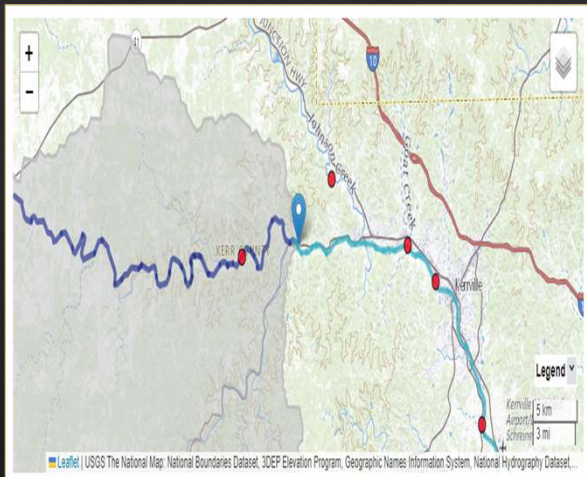 +
−
41
JUNCTION HWY
10
Johnson Creek
Goat Creek
KERR COUNTY
Kerrville
Legend
Kerrville
Airport/
Schreine
5 km
3 mi
Leaflet | USGS The National Map: National Boundaries Dataset, 3DEP Elevation Program, Geographic Names Information System, National Hydrography Dataset,...